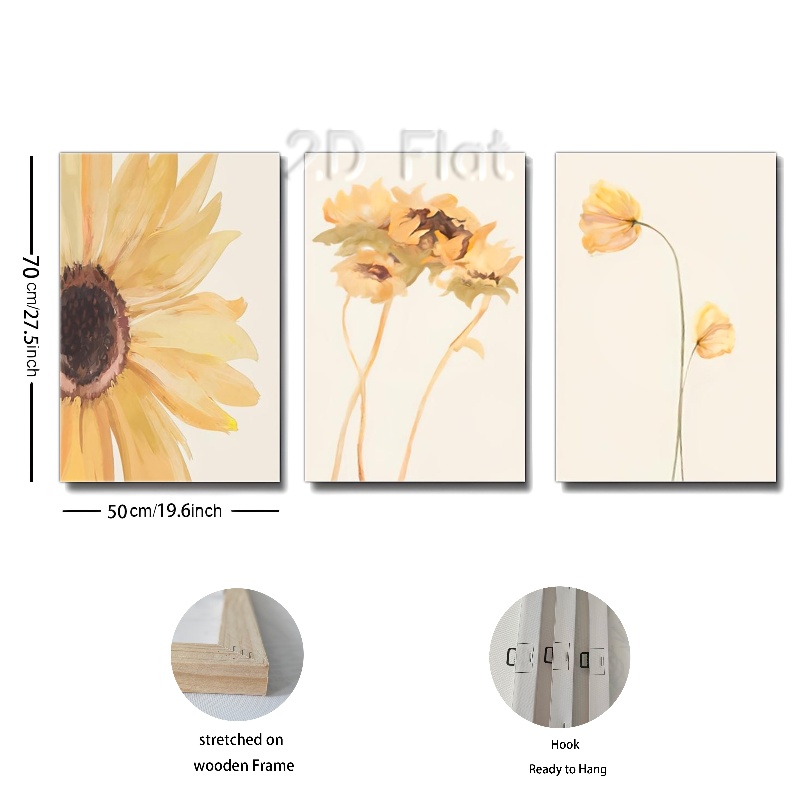 2D Flat
70 cm/27.5inch
50cm/19.6inch
stretched on
wooden Frame
Hook
Ready to Hang